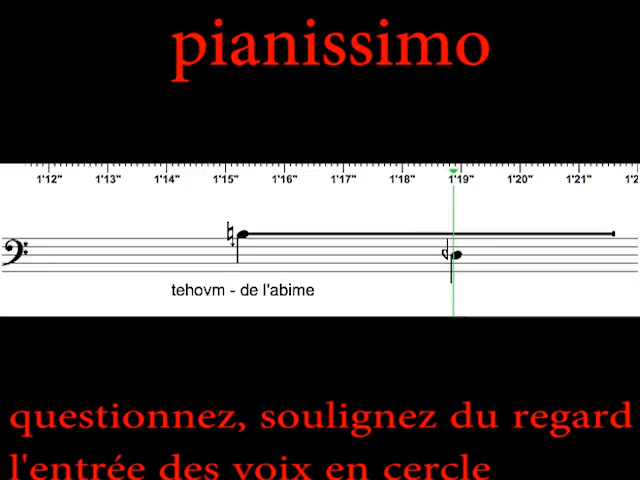 pianissimo
1'12" 1'13" 1'14" 1'15" 1'16" 1'17" 1'18" 1'19" 1'20" 1'21"
tehovm - de l'abime
questionnez, soulignez du regard
l'entrée des voix en cercle